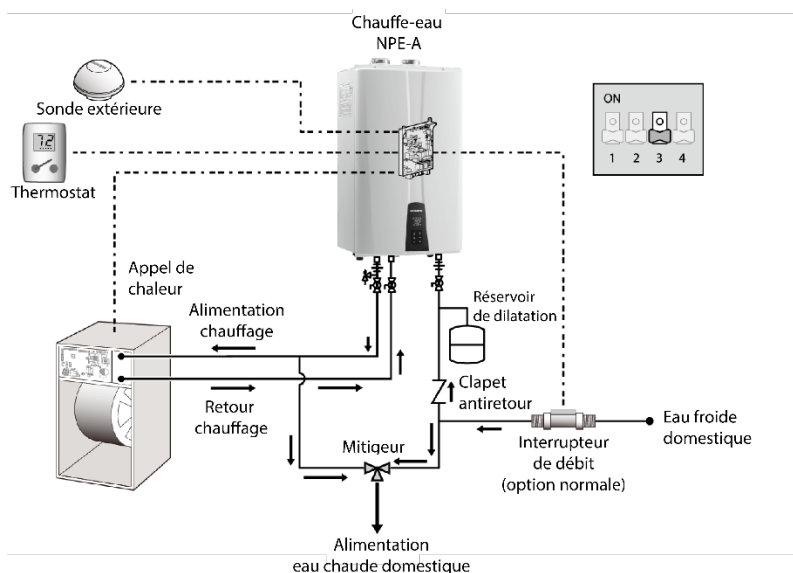 Chauffe-eau
NPE-A
Sonde extérieure
72
Thermostat
ON
1 2 3 4
Appel de
chaleur
Alimentation
chauffage
Réservoir
de dilatation
Retour
chauffage
Clapet
antiretour
Mitigeur
Interrupteur
de débit
(option normale)
Eau froide
domestique
Alimentation
eau chaude domestique